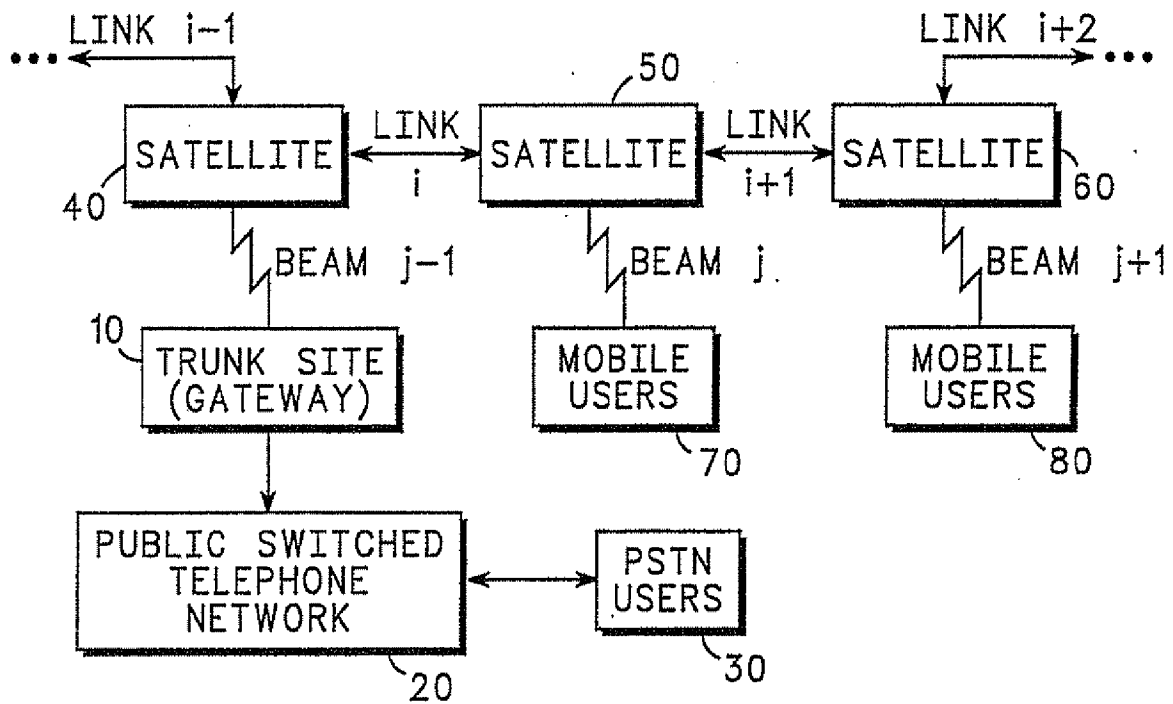 LINK i-1
LINK i+2
50
SATELLITE
LINK
i
SATELLITE
LINK
i+1
SATELLITE
40
60
BEAM j-1
BEAM j
BEAM j+1
10
TRUNK SITE
(GATEWAY)
MOBILE
USERS
MOBILE
USERS
70
80
PUBLIC SWITCHED
TELEPHONE
NETWORK
PSTN
USERS
20
30